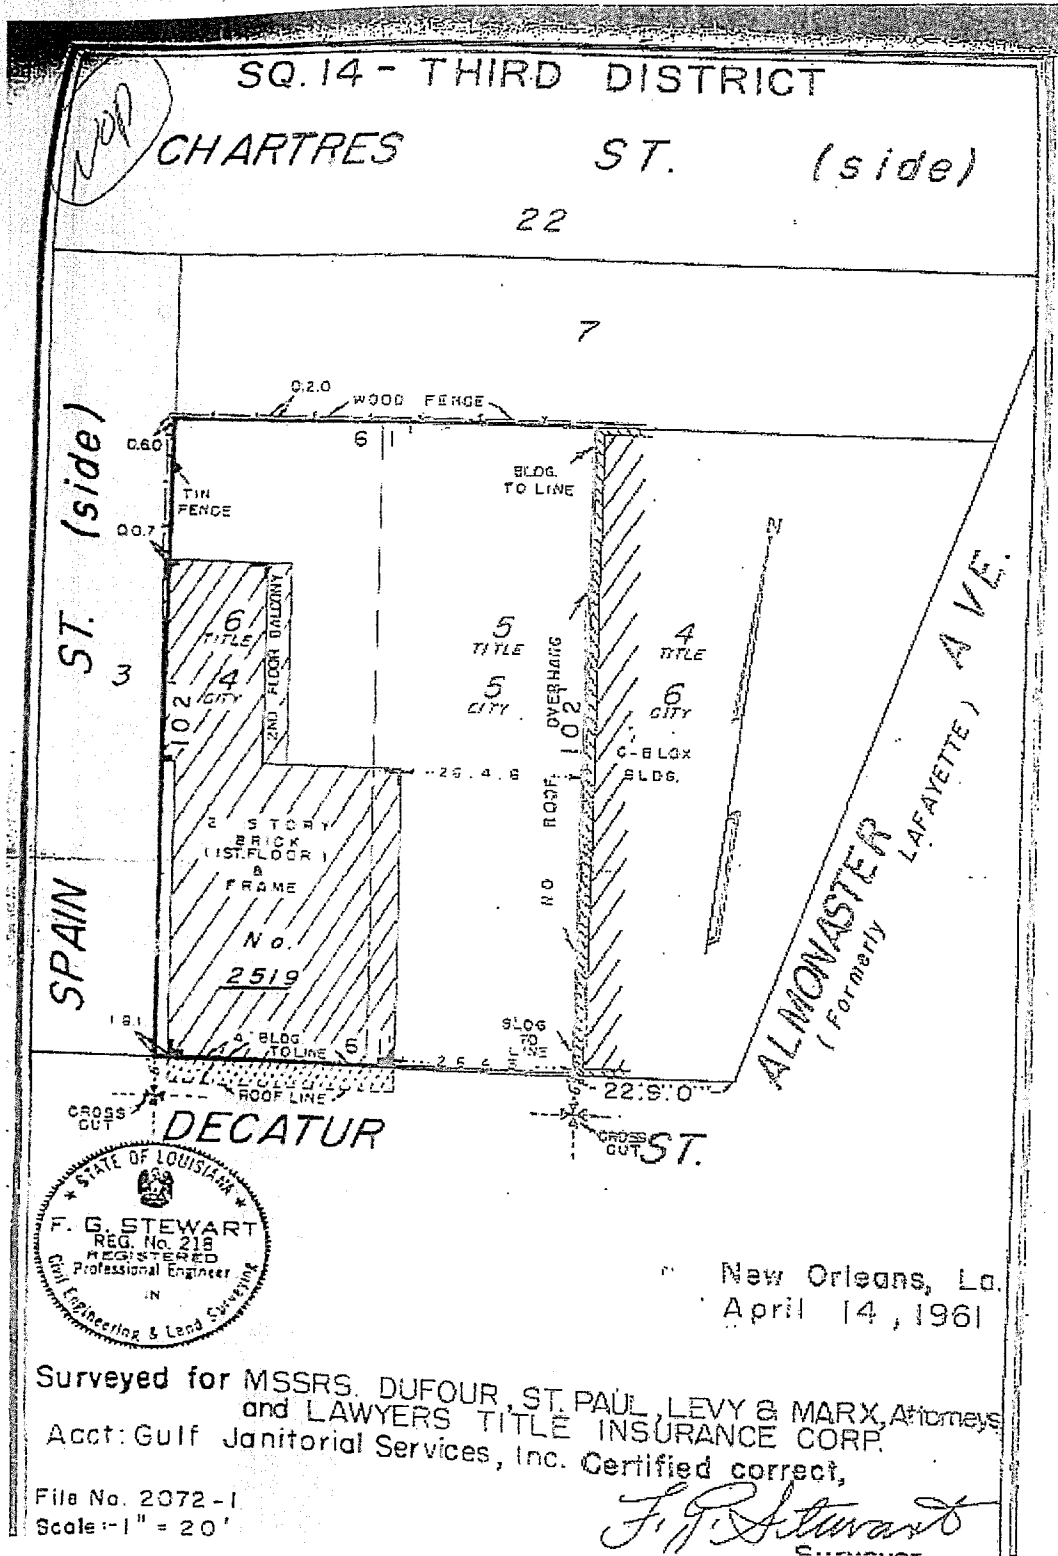 SQ. 14 - THIRD DISTRICT
CHARTRES ST. (side)
22
7
0.2.0
WOOD FENCE
0.6.0
6 1
BLDG.
TO LINE
TIN
FENCE
0.0.7
N
SPAIN ST. (side)
3
6
TITLE
4
CITY
2ND FLOOR BALCONY
102
5
TITLE
5
CITY
NO ROOF OVERHANG
102
4
TITLE
6
CITY
C-BLOX
BLDG.
26.4.6
2 STORY
BRICK
(1ST. FLOOR)
&
FRAME
No.
2519
ALMONASTER AVE.
(Formerly LAFAYETTE)
1.8.1
BLDG
TO LINE
61'
BLDG
ROOF LINE
22'.9.0'''
CROSS
CUT
CROSS
CUT
DECATUR ST.
STATE OF LOUISIANA
F. G. STEWART
REG. No. 218
REGISTERED
Professional Engineer
IN
Civil Engineering & Land Surveying
New Orleans, La.
April 14, 1961
Surveyed for MSSRS. DUFOUR, ST. PAUL, LEVY & MARX, Attorneys
and LAWYERS TITLE INSURANCE CORP.
Acct: Gulf Janitorial Services, Inc. Certified correct,
File No. 2072-1
Scale :- 1" = 20'
F. G. Stewart
SURVEYOR